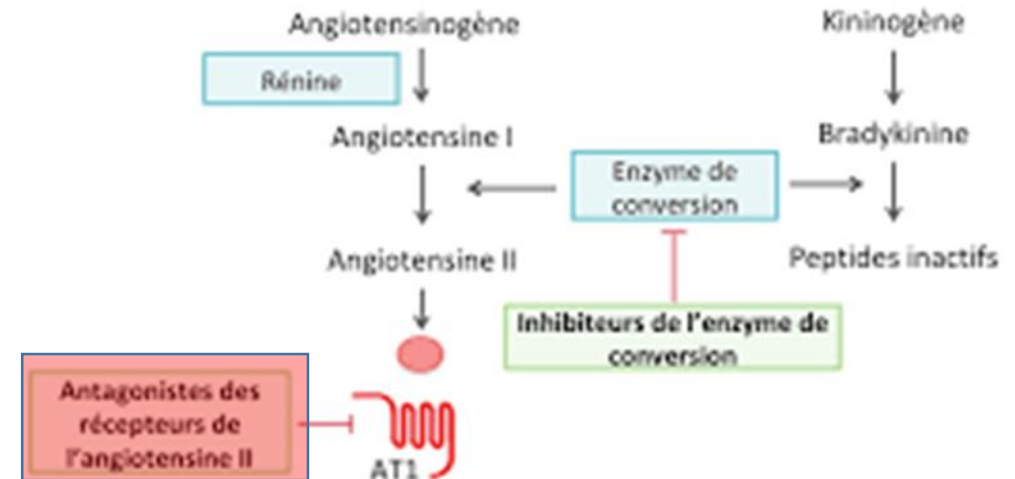 Angiotensinogène
Kininogène
Rénine
Angiotensine I
Bradykinine
Enzyme de
conversion
Angiotensine II
Peptides inactifs
Inhibiteurs de l'enzyme de
conversion
Antagonistes des
récepteurs de
l'angiotensine II
AT1